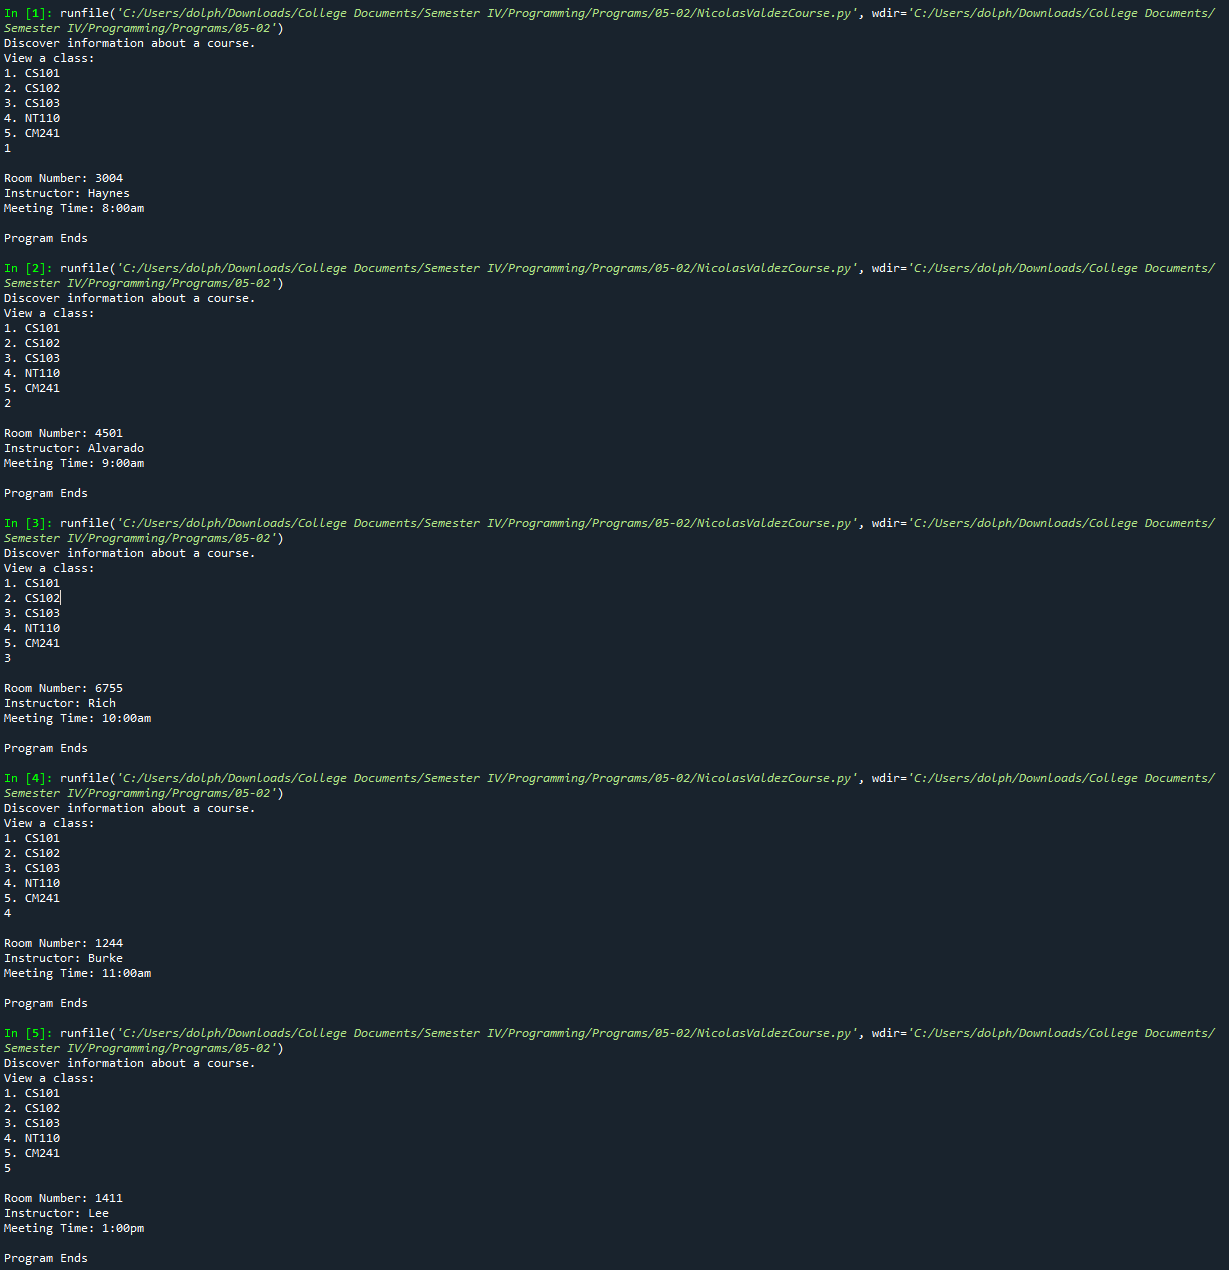 In [1]: runfile('C:/Users/dolph/Downloads/College Documents/Semester IV/Programming/Programs/05-02/NicolasValdezCourse.py', wdir='C:/Users/dolph/Downloads/College Documents/
Semester IV/Programming/Programs/05-02')
Discover information about a course.
View a class:
1. CS101
2. CS102
3. CS103
4. NT110
5. CM241
1
Room Number: 3004
Instructor: Haynes
Meeting Time: 8:00am
Program Ends
In [2]: runfile('C:/Users/dolph/Downloads/College Documents/Semester IV/Programming/Programs/05-02/NicolasValdezCourse.py', wdir='C:/Users/dolph/Downloads/College Documents/
Semester IV/Programming/Programs/05-02')
Discover information about a course.
View a class:
1. CS101
2. CS102
3. CS103
4. NT110
5. CM241
2
Room Number: 4501
Instructor: Alvarado
Meeting Time: 9:00am
Program Ends
In [3]: runfile('C:/Users/dolph/Downloads/College Documents/Semester IV/Programming/Programs/05-02/NicolasValdezCourse.py', wdir='C:/Users/dolph/Downloads/College Documents/
Semester IV/Programming/Programs/05-02')
Discover information about a course.
View a class:
1. CS101
2. CS102
3. CS103
4. NT110
5. CM241
3
Room Number: 6755
Instructor: Rich
Meeting Time: 10:00am
Program Ends
In [4]: runfile('C:/Users/dolph/Downloads/College Documents/Semester IV/Programming/Programs/05-02/NicolasValdezCourse.py', wdir='C:/Users/dolph/Downloads/College Documents/
Semester IV/Programming/Programs/05-02')
Discover information about a course.
View a class:
1. CS101
2. CS102
3. CS103
4. NT110
5. CM241
4
Room Number: 1244
Instructor: Burke
Meeting Time: 11:00am
Program Ends
In [5]: runfile('C:/Users/dolph/Downloads/College Documents/Semester IV/Programming/Programs/05-02/NicolasValdezCourse.py', wdir='C:/Users/dolph/Downloads/College Documents/
Semester IV/Programming/Programs/05-02')
Discover information about a course.
View a class:
1. CS101
2. CS102
3. CS103
4. NT110
5. CM241
5
Room Number: 1411
Instructor: Lee
Meeting Time: 1:00pm
Program Ends